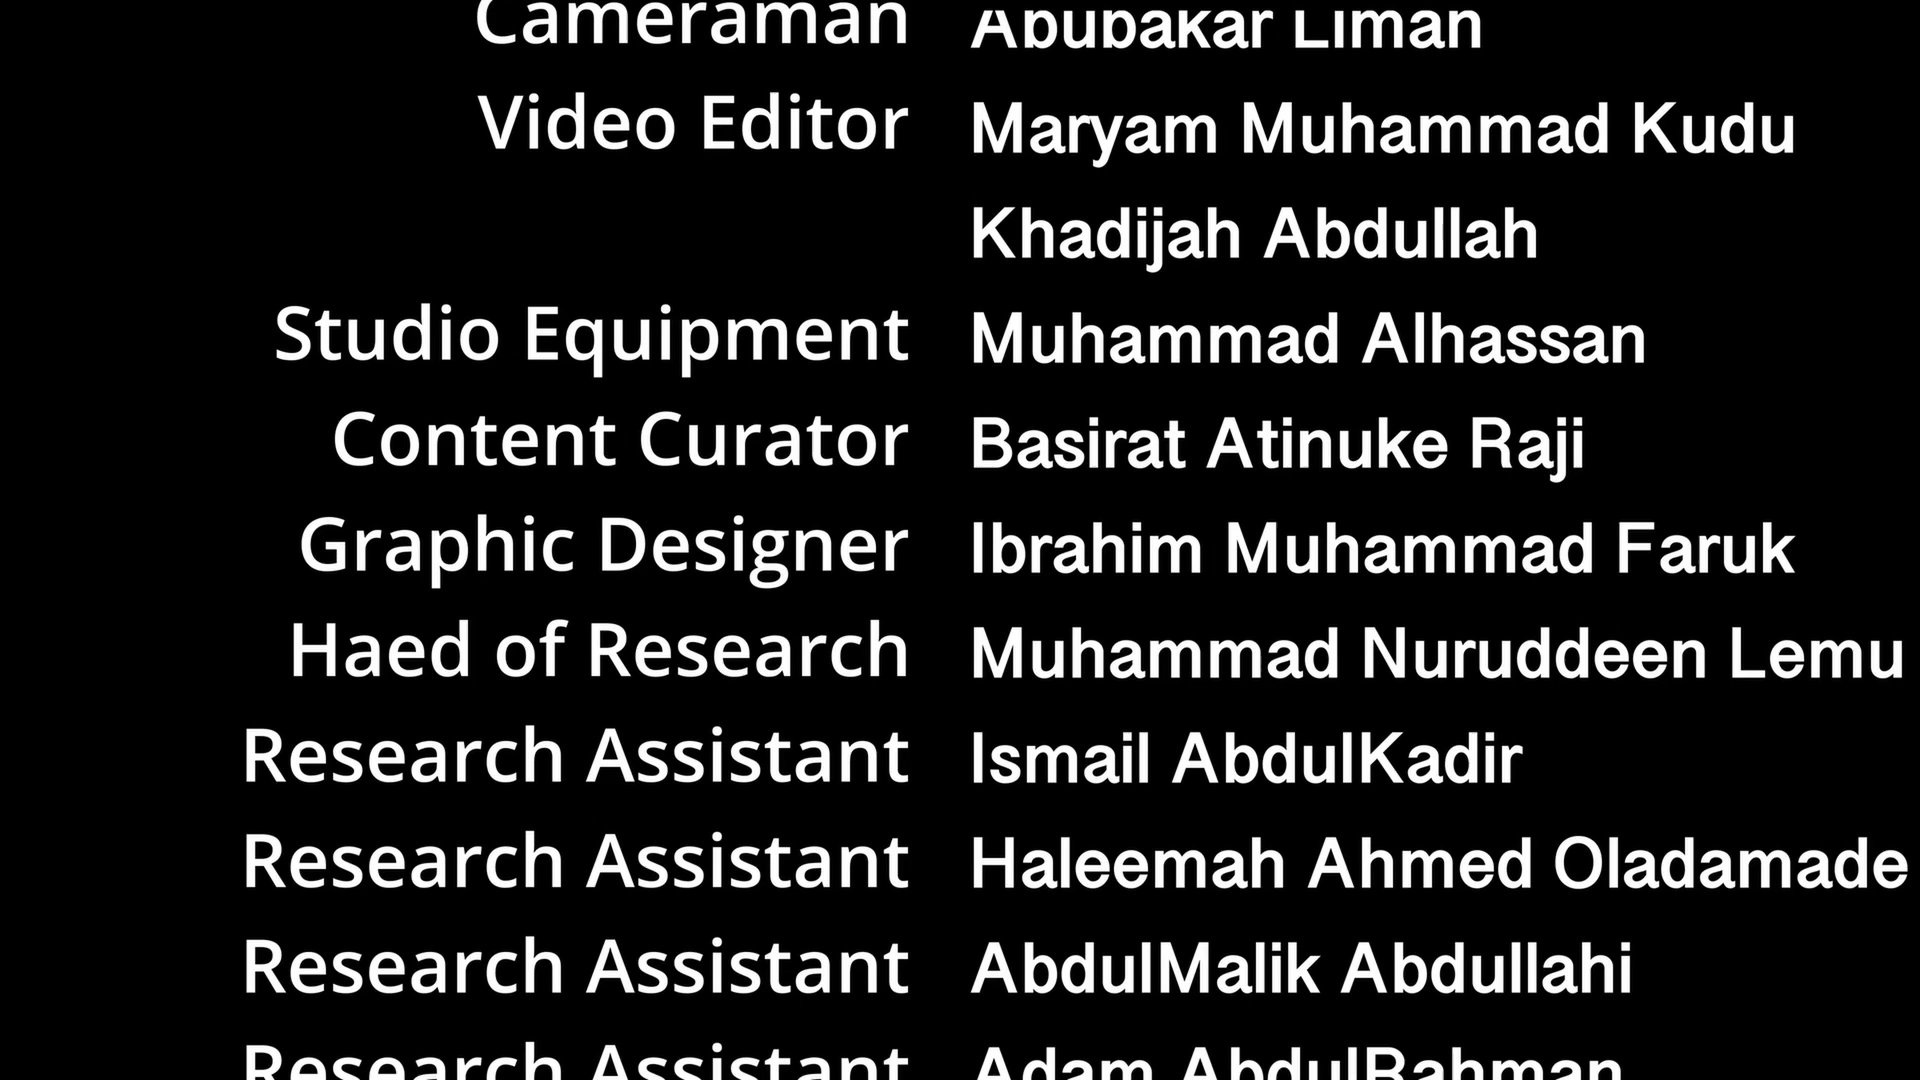 Cameraman Abubakar Liman
Video Editor Maryam Muhammad Kudu
Khadijah Abdullah
Studio Equipment Muhammad Alhassan
Content Curator Basirat Atinuke Raji
Graphic Designer Ibrahim Muhammad Faruk
Haed of Research Muhammad Nuruddeen Lemu
Research Assistant Ismail AbdulKadir
Research Assistant Haleemah Ahmed Oladamade
Research Assistant AbdulMalik Abdullahi
Research Assistant Adam AbdulRahman